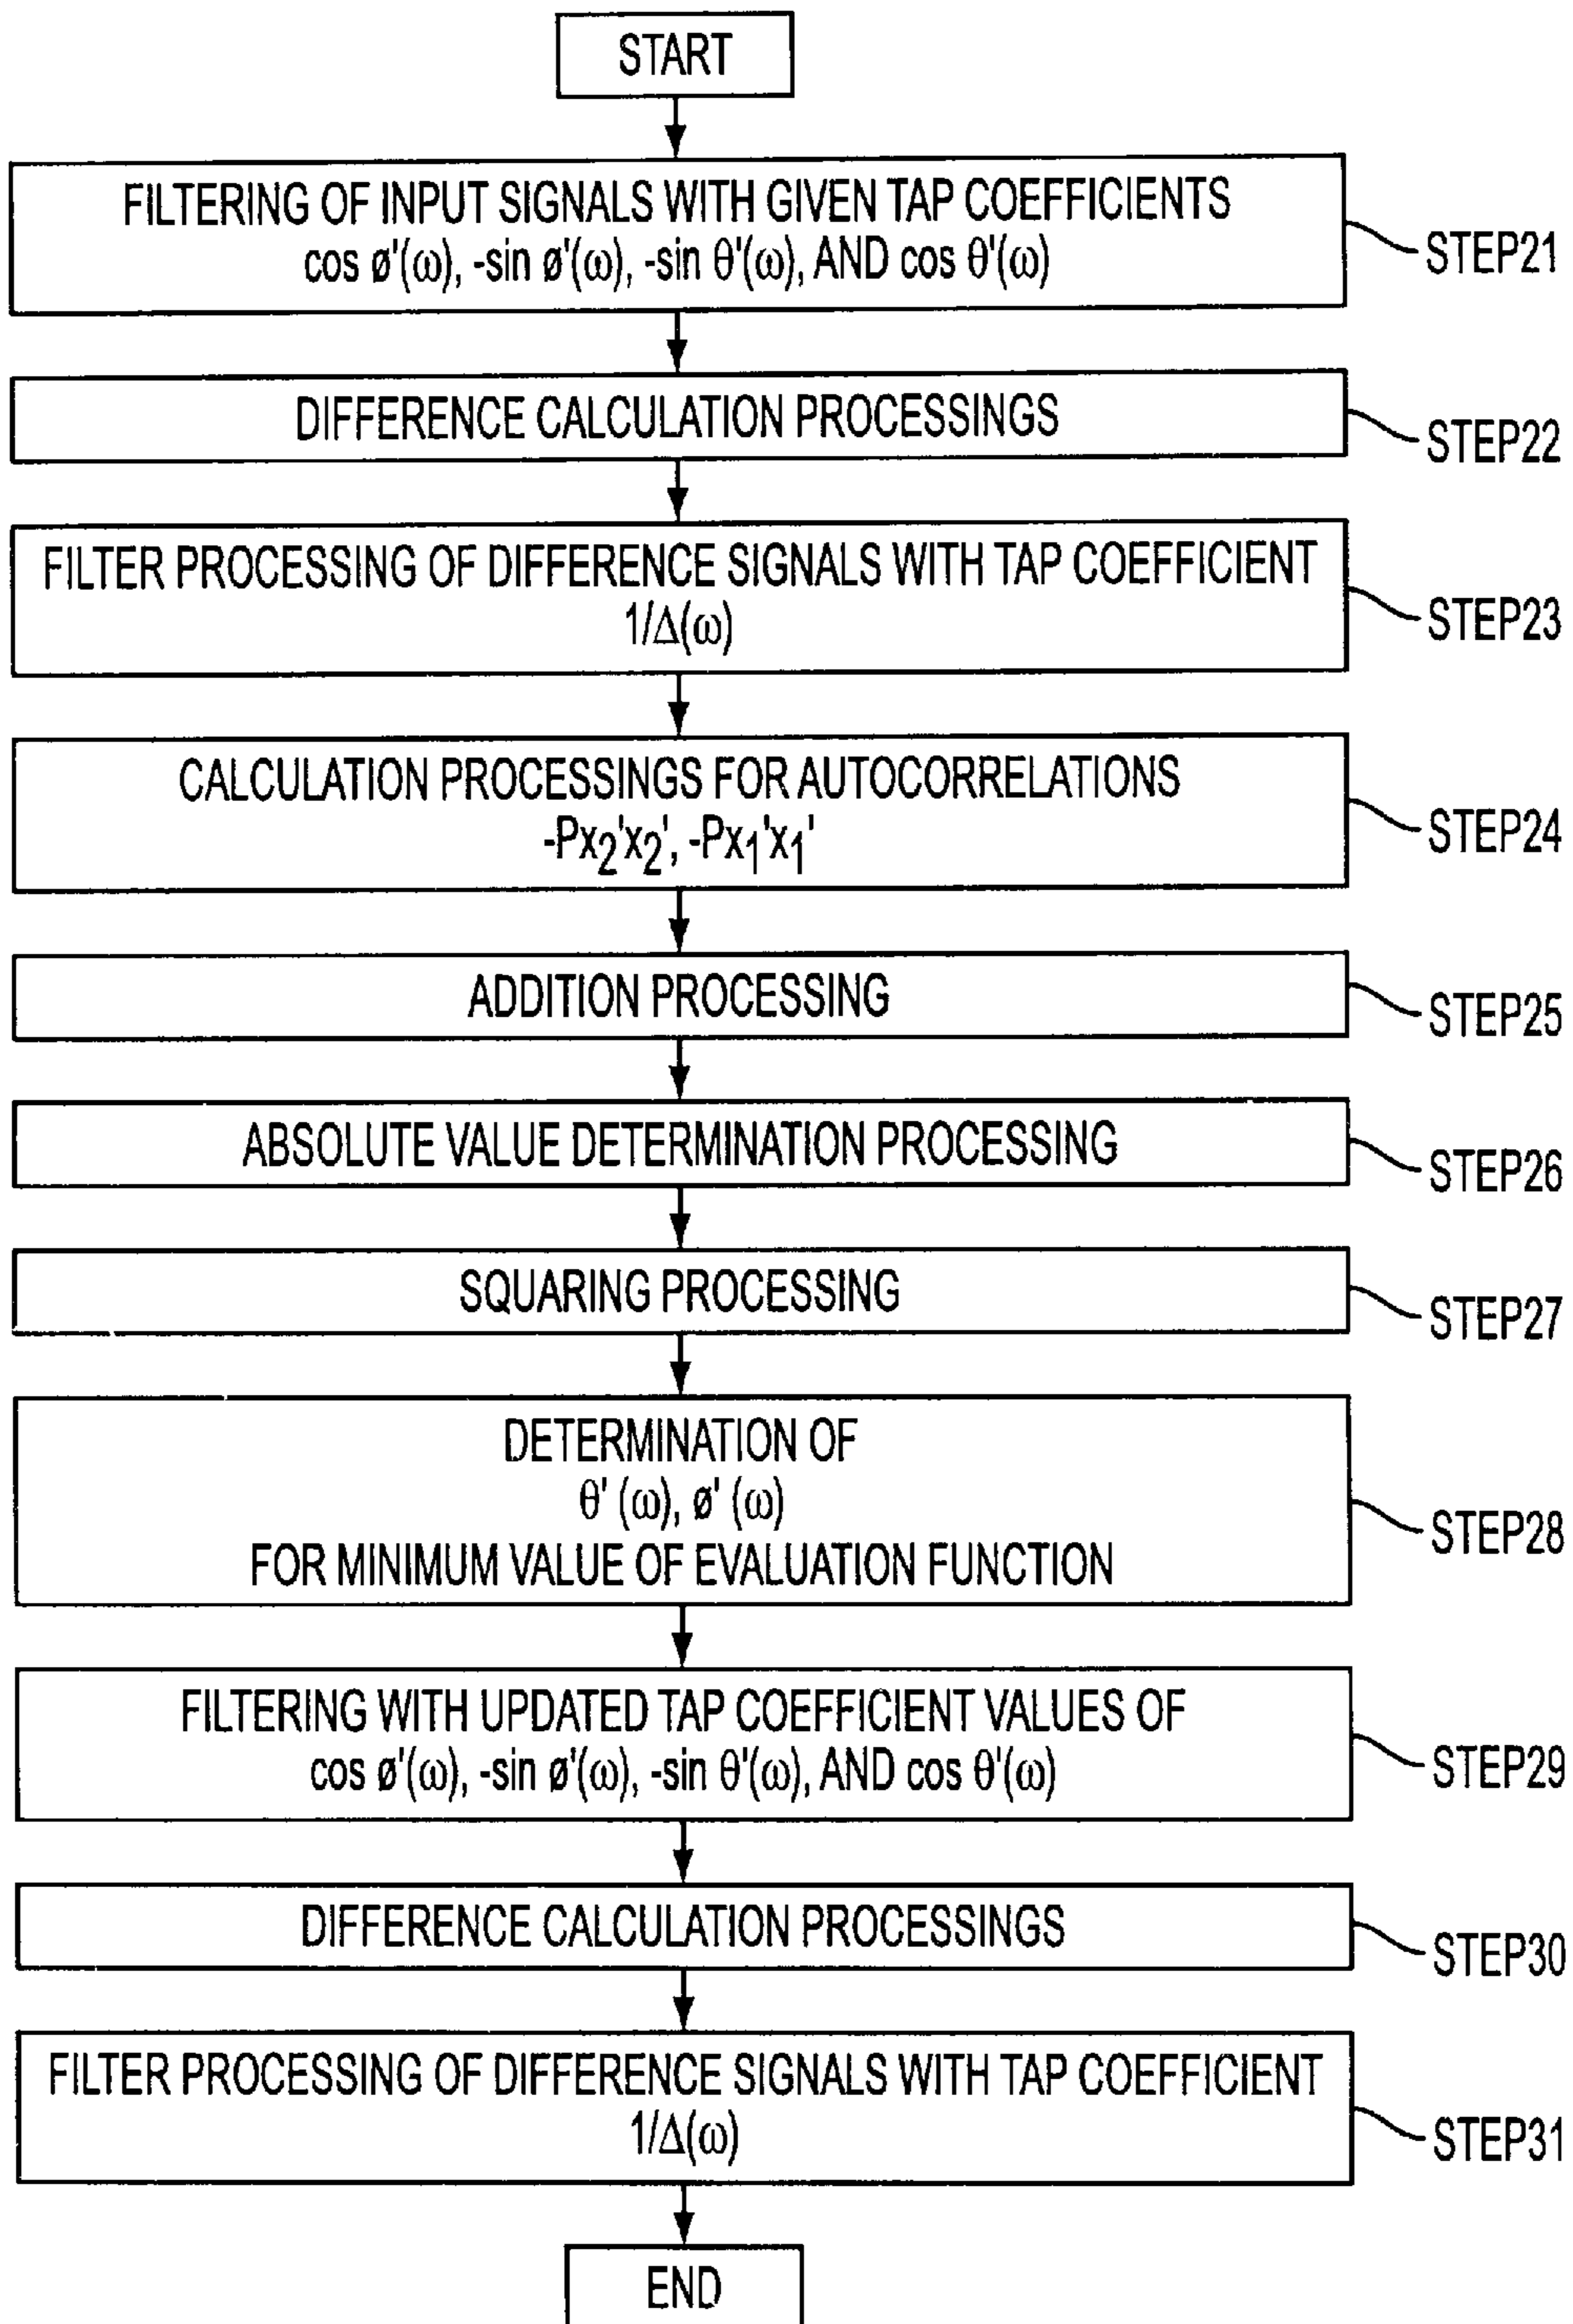 START
FILTERING OF INPUT SIGNALS WITH GIVEN TAP COEFFICIENTS
cos ø'(ω), -sin ø'(ω), -sin θ'(ω), AND cos θ'(ω)
STEP21
DIFFERENCE CALCULATION PROCESSINGS
STEP22
FILTER PROCESSING OF DIFFERENCE SIGNALS WITH TAP COEFFICIENT
1/Δ(ω)
STEP23
CALCULATION PROCESSINGS FOR AUTOCORRELATIONS
-Px₂'x₂', -Px₁'x₁'
STEP24
ADDITION PROCESSING
STEP25
ABSOLUTE VALUE DETERMINATION PROCESSING
STEP26
SQUARING PROCESSING
STEP27
DETERMINATION OF
θ' (ω), ø' (ω)
FOR MINIMUM VALUE OF EVALUATION FUNCTION
STEP28
FILTERING WITH UPDATED TAP COEFFICIENT VALUES OF
cos ø'(ω), -sin ø'(ω), -sin θ'(ω), AND cos θ'(ω)
STEP29
DIFFERENCE CALCULATION PROCESSINGS
STEP30
FILTER PROCESSING OF DIFFERENCE SIGNALS WITH TAP COEFFICIENT
1/Δ(ω)
STEP31
END